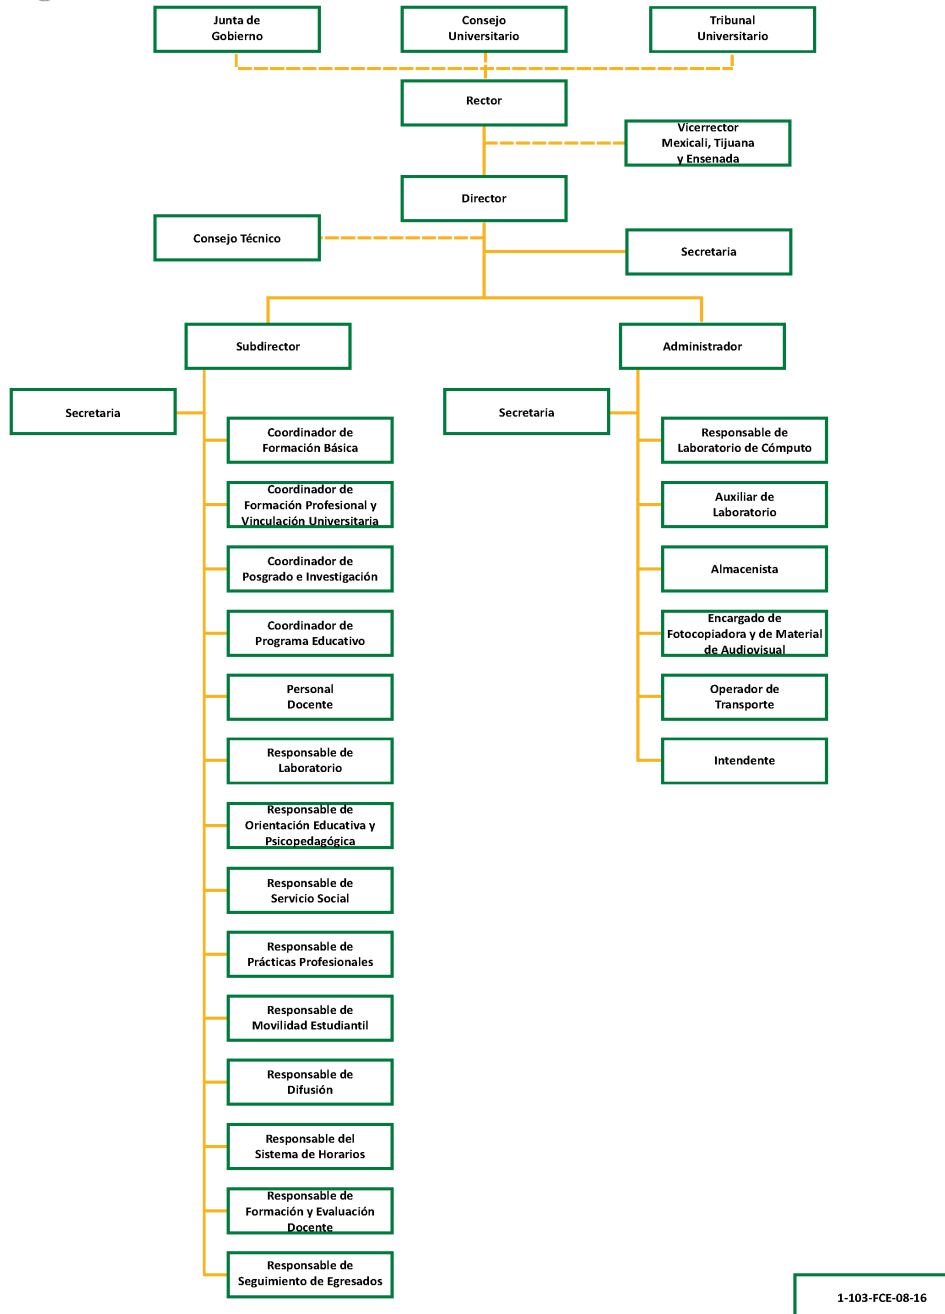 Junta de
Gobierno
Consejo
Universitario
Tribunal
Universitario
Rector
Vicerrector
Mexicali, Tijuana
y Ensenada
Director
Consejo Técnico
Secretaria
Subdirector
Administrador
Secretaria
Secretaria
Coordinador de
Formación Básica
Coordinador de
Formación Profesional y
Vinculación Universitaria
Coordinador de
Posgrado e Investigación
Coordinador de
Programa Educativo
Personal
Docente
Responsable de
Laboratorio
Responsable de
Orientación Educativa y
Psicopedagógica
Responsable de
Servicio Social
Responsable de
Prácticas Profesionales
Responsable de
Movilidad Estudiantil
Responsable de
Difusión
Responsable del
Sistema de Horarios
Responsable de
Formación y Evaluación
Docente
Responsable de
Seguimiento de Egresados
Responsable de
Laboratorio de Cómputo
Auxiliar de
Laboratorio
Almacenista
Encargado de
Fotocopiadora y de Material
de Audiovisual
Operador de
Transporte
Intendente
1-103-FCE-08-16